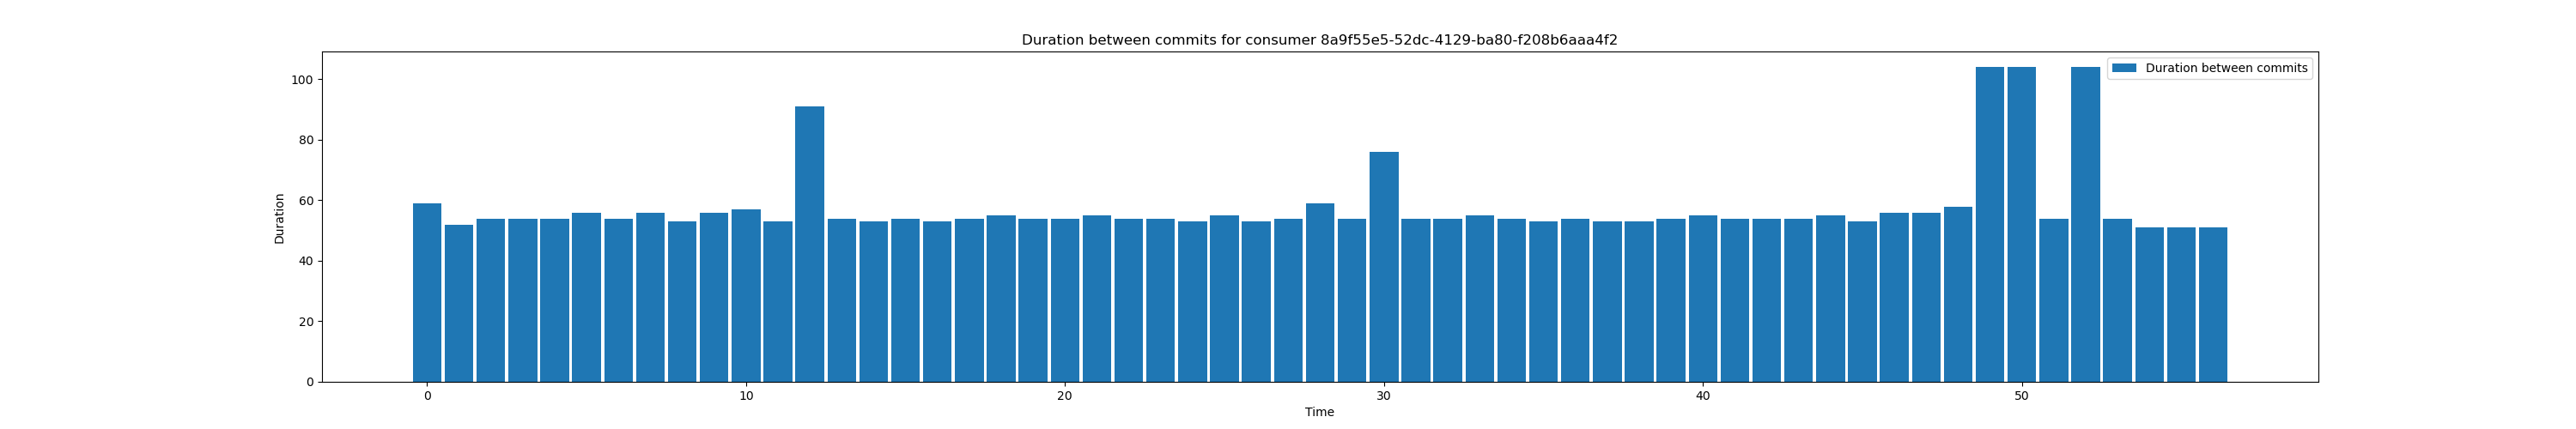 Duration between commits for consumer 8a9f55e5-52dc-4129-ba80-f208b6aaa4f2
Duration between commits
100
80
60
40
20
0
Duration
0 10 20 30 40 50
Time